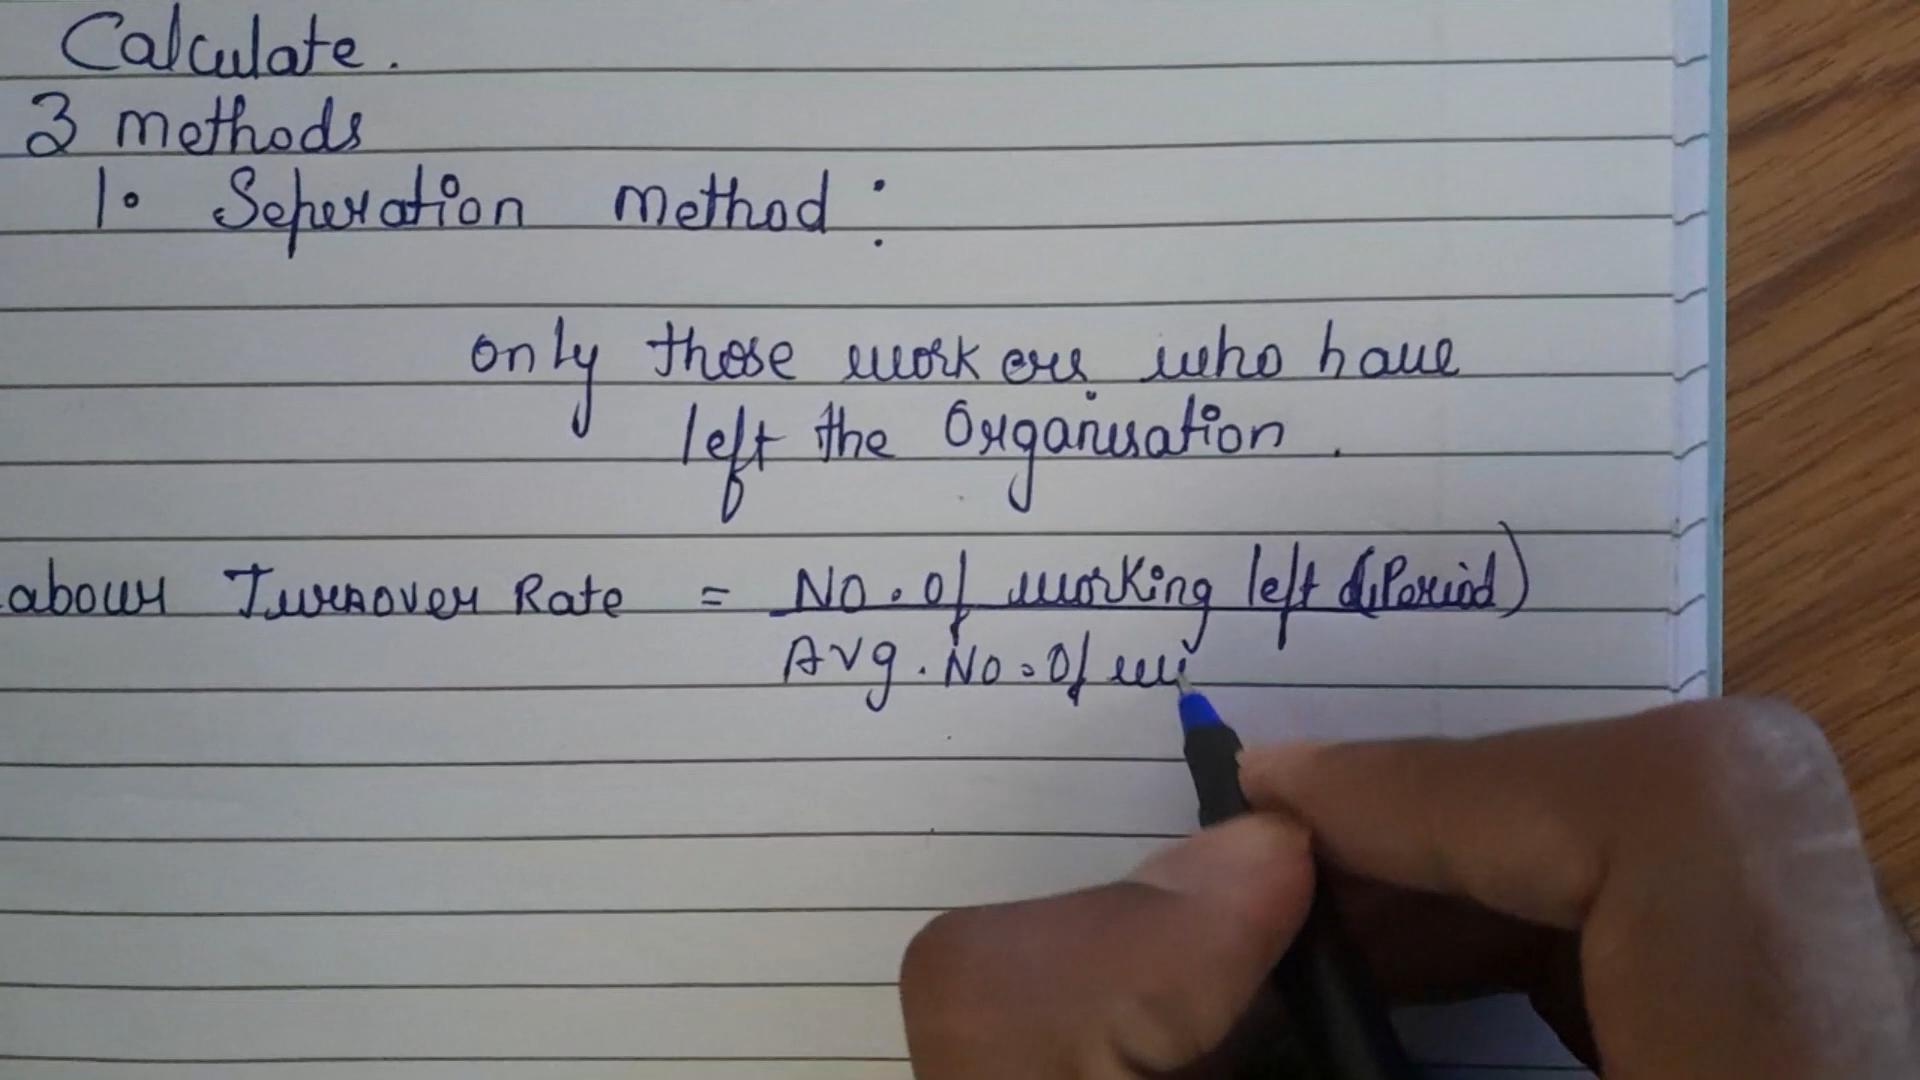 Calculate.
3 methods
1. Seperation method :
only those workers who have
left the Organisation.
abour Turnover Rate = No. of working left (Period)
Avg. No. of